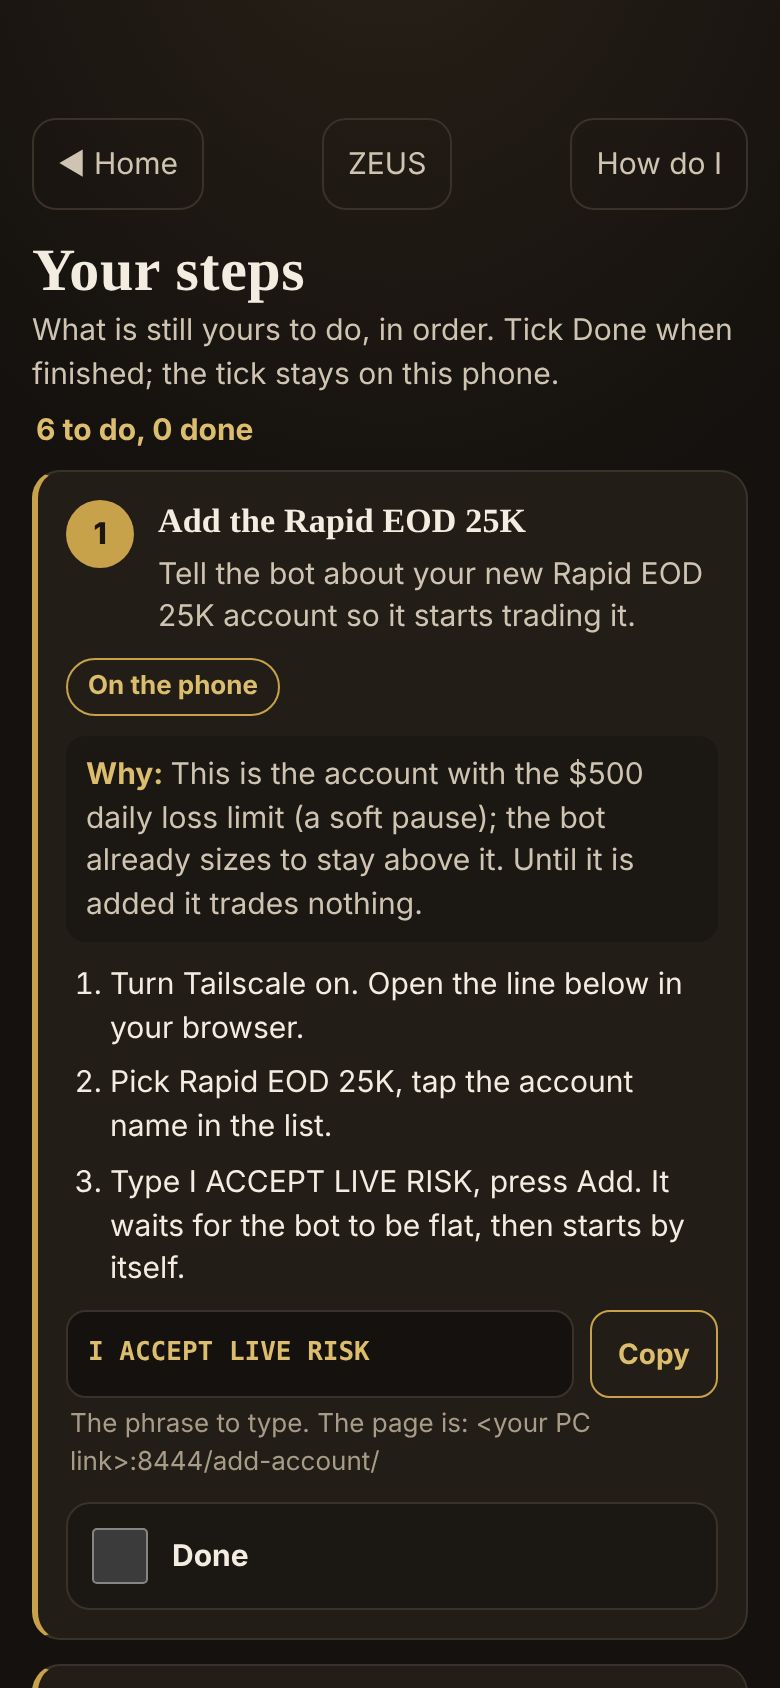 ◀ Home
ZEUS
How do I
Your steps
What is still yours to do, in order. Tick Done when
finished; the tick stays on this phone.
6 to do, 0 done
1
Add the Rapid EOD 25K
Tell the bot about your new Rapid EOD
25K account so it starts trading it.
On the phone
Why: This is the account with the $500
daily loss limit (a soft pause); the bot
already sizes to stay above it. Until it is
added it trades nothing.
1. Turn Tailscale on. Open the line below in
your browser.
2. Pick Rapid EOD 25K, tap the account
name in the list.
3. Type I ACCEPT LIVE RISK, press Add. It
waits for the bot to be flat, then starts by
itself.
I ACCEPT LIVE RISK
Copy
The phrase to type. The page is: <your PC
link>:8444/add-account/
Done